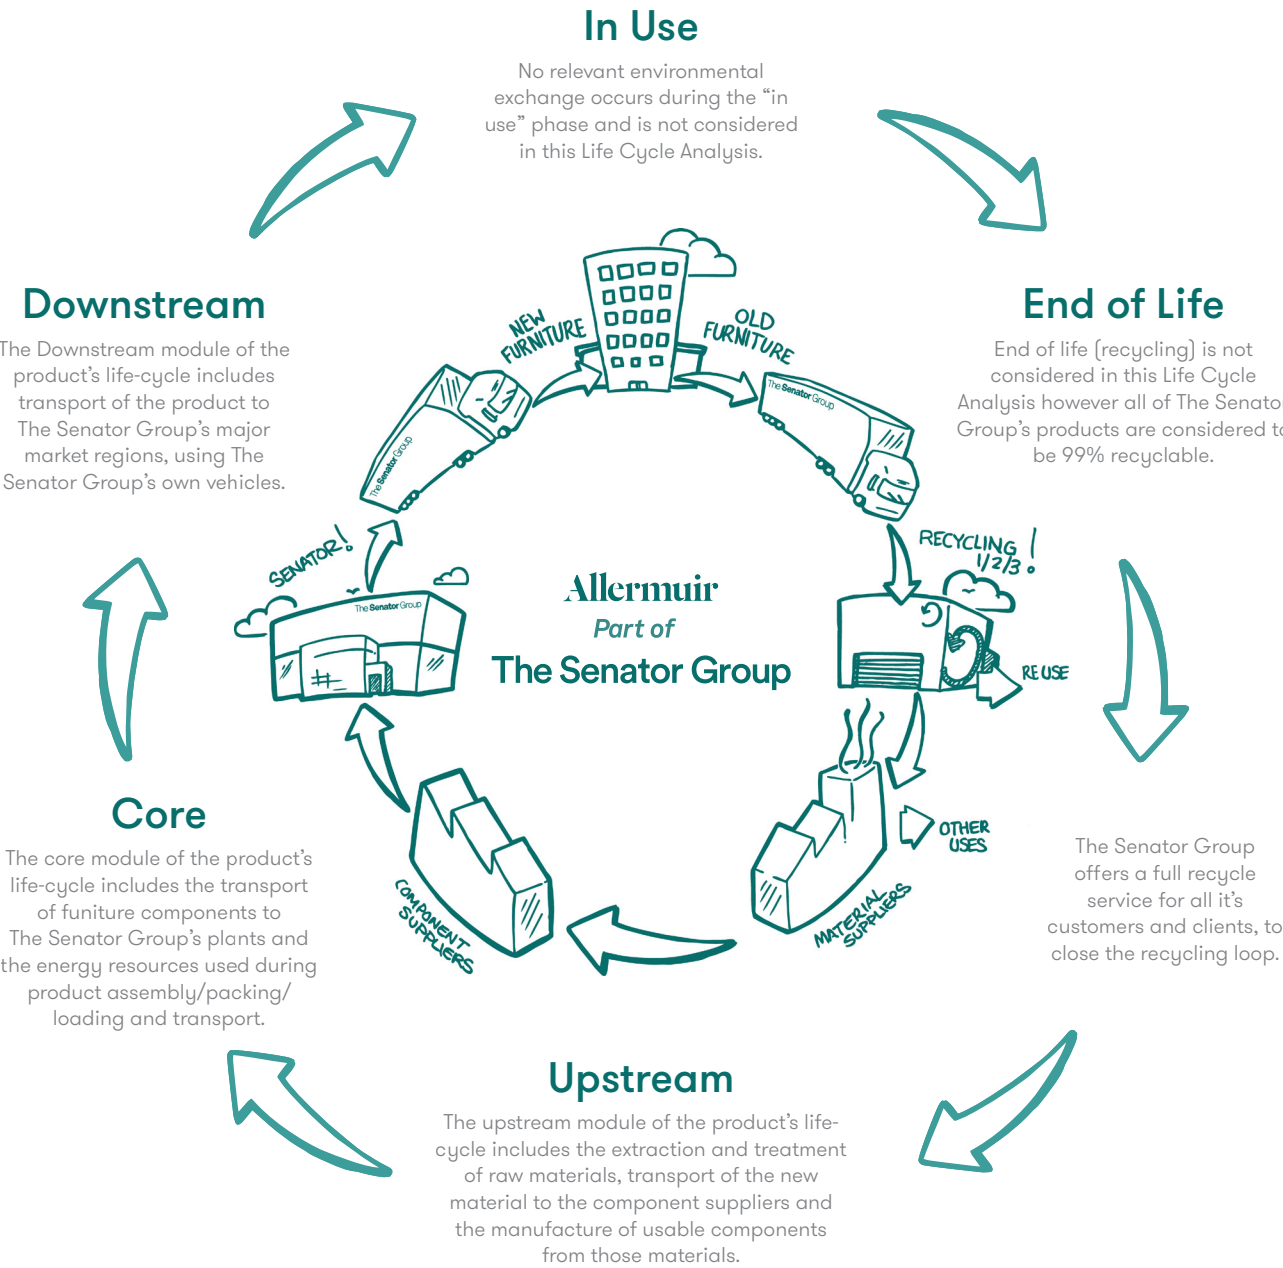 In Use
No relevant environmental
exchange occurs during the “in
use” phase and is not considered
in this Life Cycle Analysis.
Downstream
The Downstream module of the
product’s life-cycle includes
transport of the product to
The Senator Group’s major
market regions, using The
Senator Group’s own vehicles.
End of Life
End of life (recycling) is not
considered in this Life Cycle
Analysis however all of The Senator
Group’s products are considered to
be 99% recyclable.
NEW
FURNITURE
OLD
FURNITURE
The Senator Group
The Senator Group
SENATOR!
The Senator Group
RECYCLING
1/2/3!
RE USE
Allermuir
Part of
The Senator Group
COMPONENT
SUPPLIERS
MATERIAL
SUPPLIERS
OTHER
USES
Core
The core module of the product’s
life-cycle includes the transport
of funiture components to
The Senator Group’s plants and
the energy resources used during
product assembly/packing/
loading and transport.
The Senator Group
offers a full recycle
service for all it’s
customers and clients, to
close the recycling loop.
Upstream
The upstream module of the product’s life-
cycle includes the extraction and treatment
of raw materials, transport of the new
material to the component suppliers and
the manufacture of usable components
from those materials.